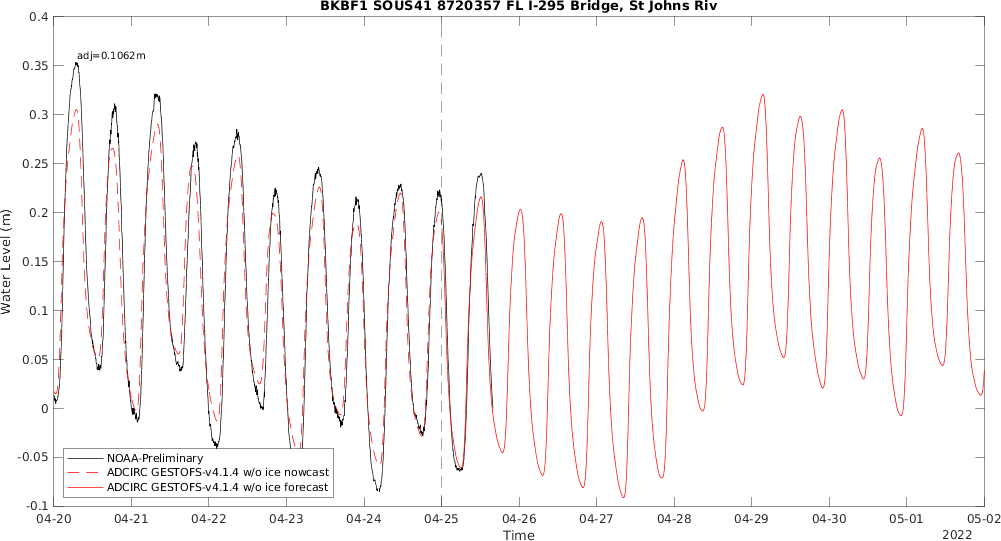 BKBF1 SOUS41 8720357 FL I-295 Bridge, St Johns Riv
0.4
adj=0.1062m
0.35
0.3
0.25
0.2
0.15
0.1
0.05
0
-0.05
-0.1
Water Level (m)
NOAA-Preliminary
ADCIRC GESTOFS-v4.1.4 w/o ice nowcast
ADCIRC GESTOFS-v4.1.4 w/o ice forecast
04-20 04-21 04-22 04-23 04-24 04-25 04-26 04-27 04-28 04-29 04-30 05-01 05-02
Time
2022